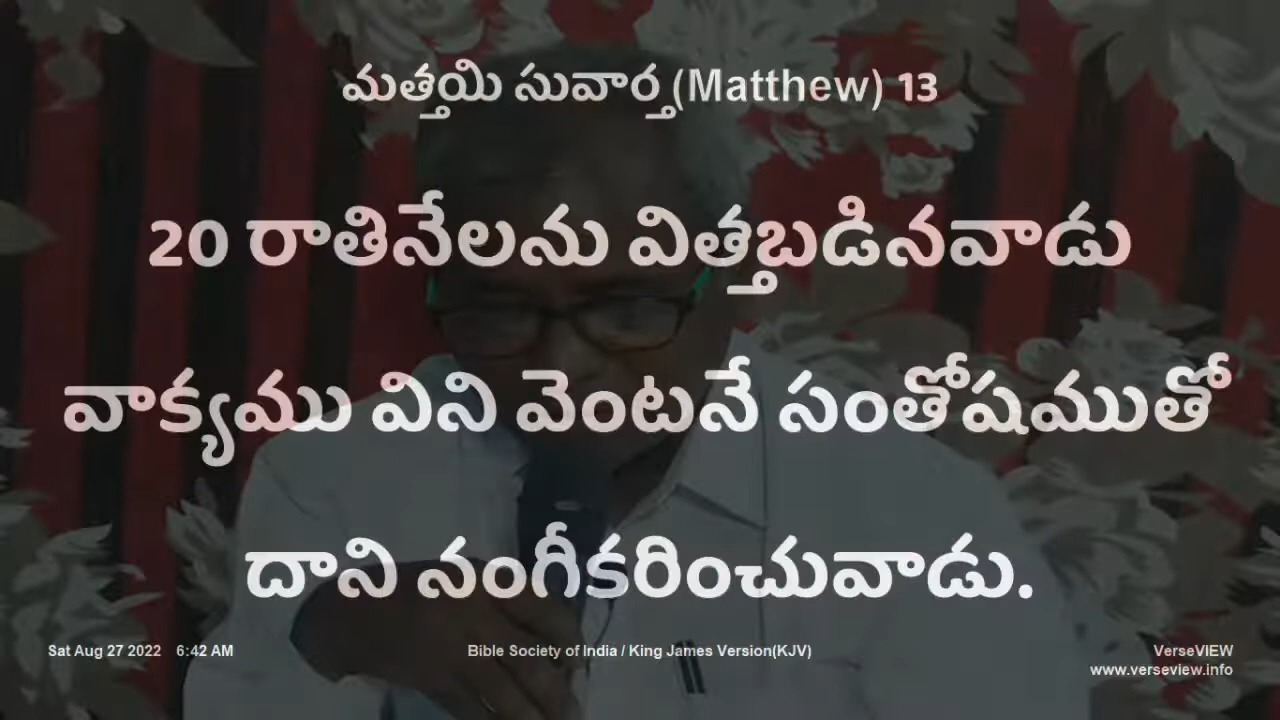 మత్తయి సువార్త (Matthew) 13
20 రాతినేలను విత్తబడినవాడు
వాక్యము విని వెంటనే సంతోషముతో
దాని నంగీకరించువాడు.
Sat Aug 27 2022 6:42 AM Bible Society of India / King James Version(KJV) VerseVIEW
www.verseview.info